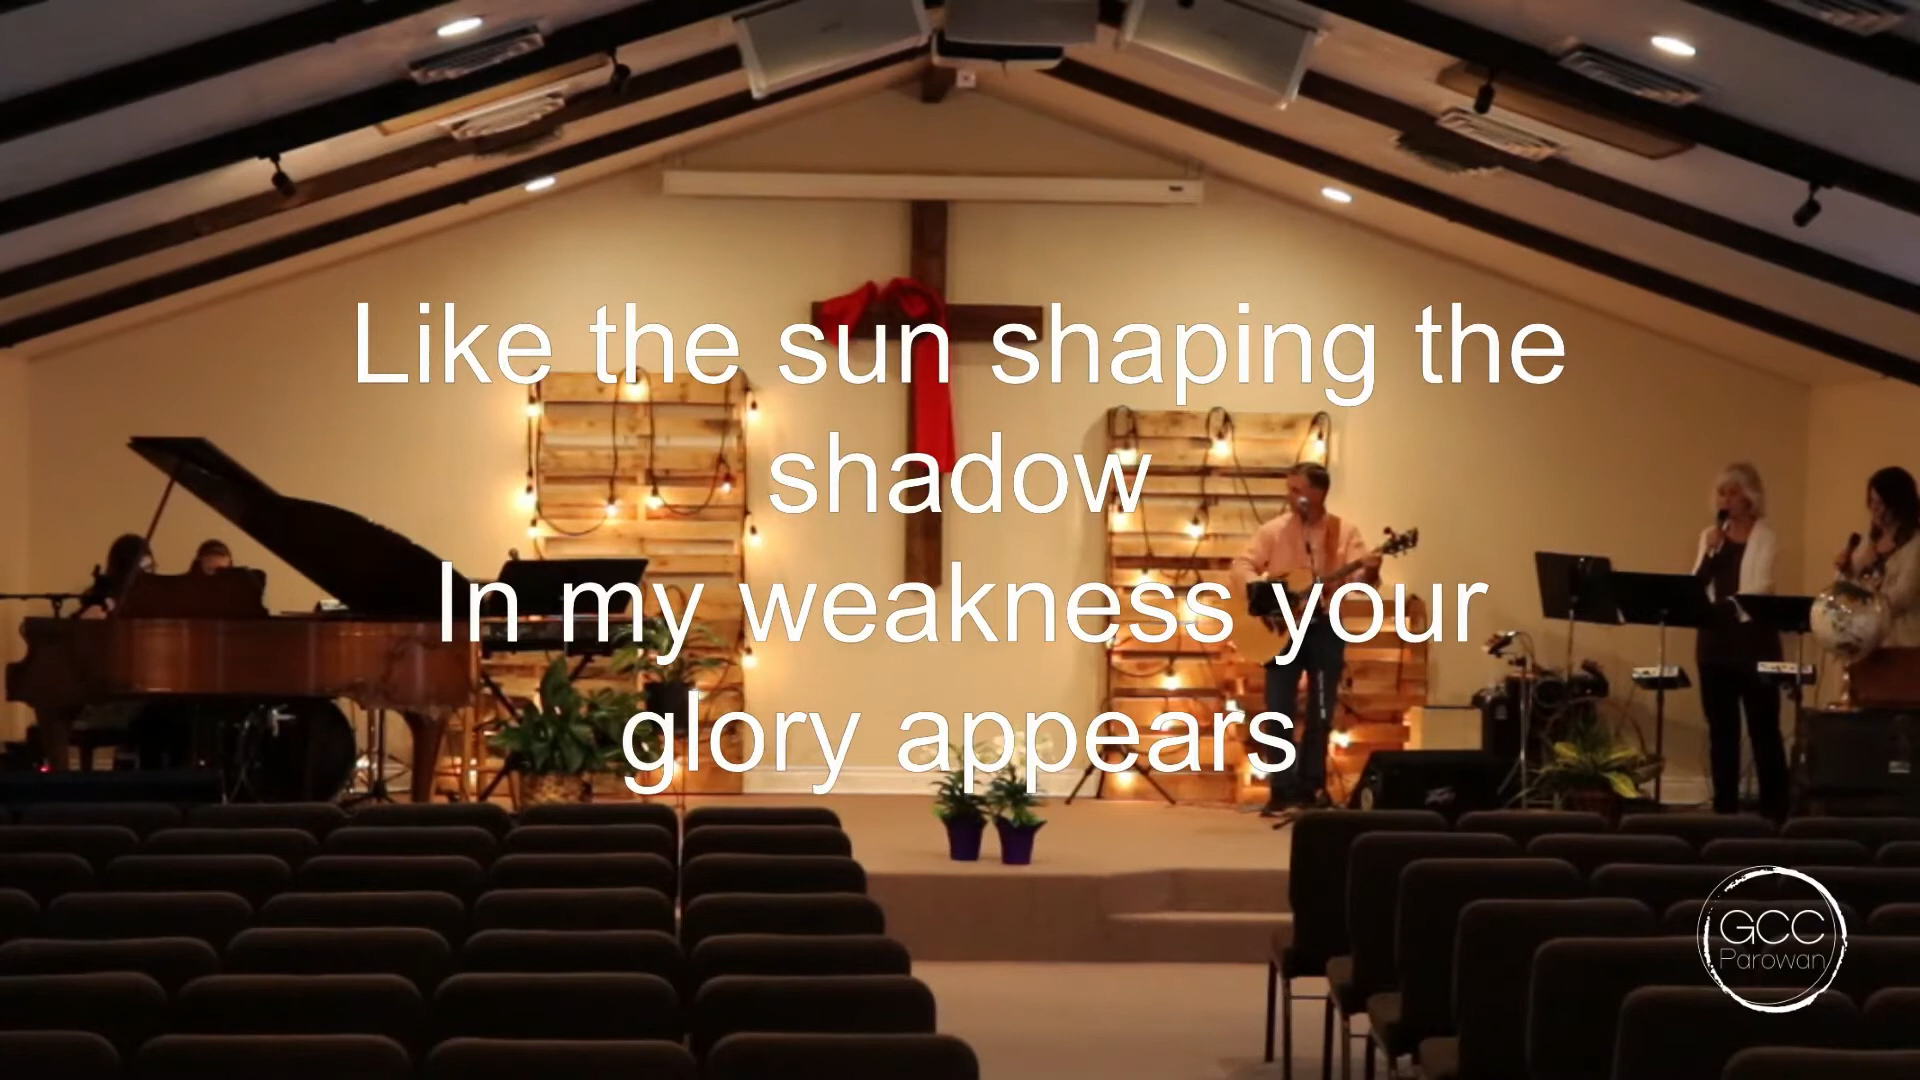 Like the sun shaping the
shadow
In my weakness your
glory appears
GCC
Parowan